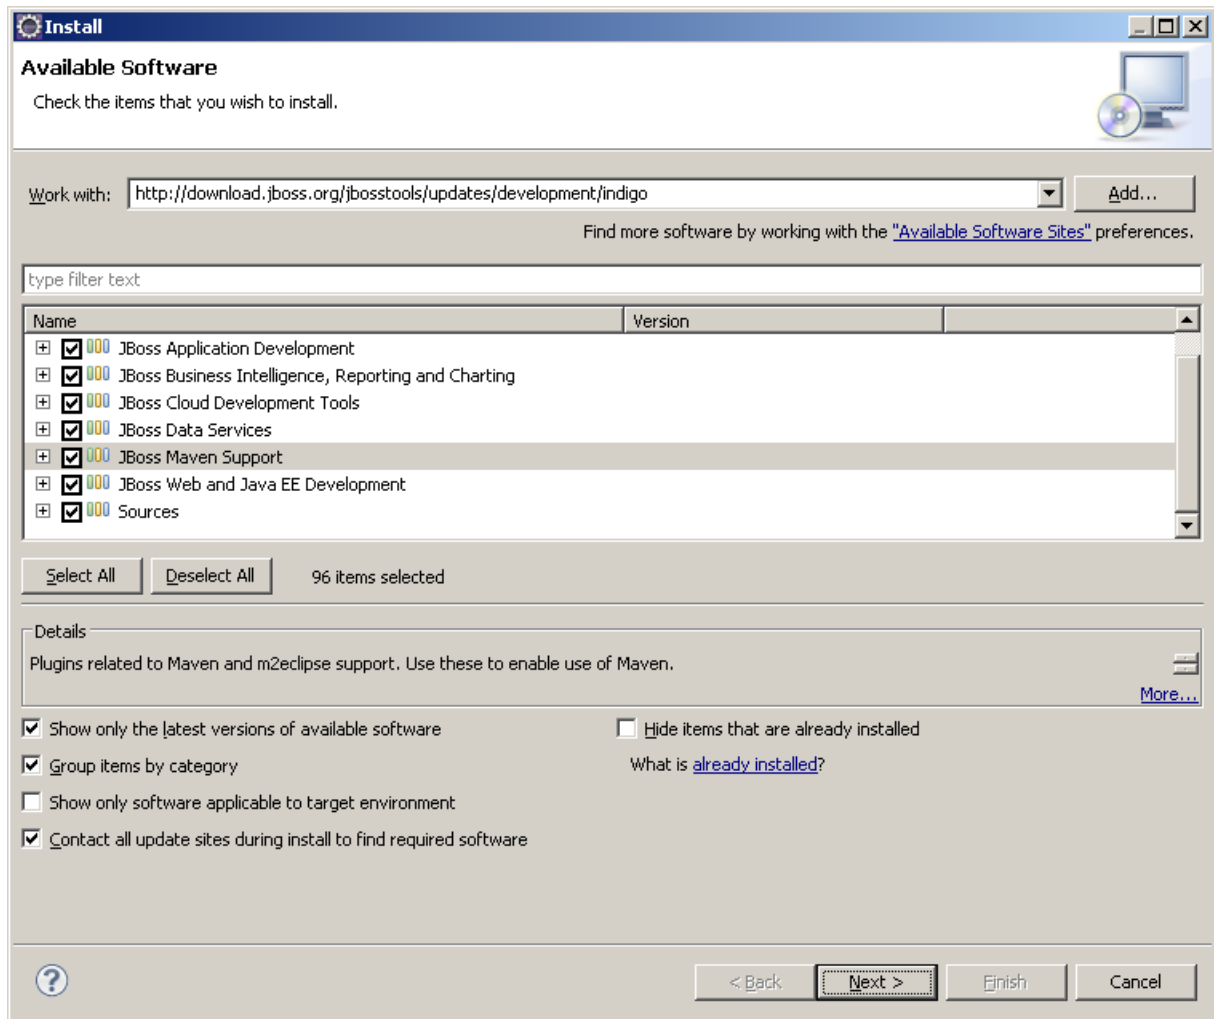 Install
Available Software
Check the items that you wish to install.
Work with: http://download.jboss.org/jbosstools/updates/development/indigo Add...
Find more software by working with the "Available Software Sites" preferences.
type filter text
Name Version
JBoss Application Development
JBoss Business Intelligence, Reporting and Charting
JBoss Cloud Development Tools
JBoss Data Services
JBoss Maven Support
JBoss Web and Java EE Development
Sources
Select All Deselect All 96 items selected
Details
Plugins related to Maven and m2eclipse support. Use these to enable use of Maven.
More...
Show only the latest versions of available software Hide items that are already installed
Group items by category What is already installed?
Show only software applicable to target environment
Contact all update sites during install to find required software
? < Back Next > Finish Cancel